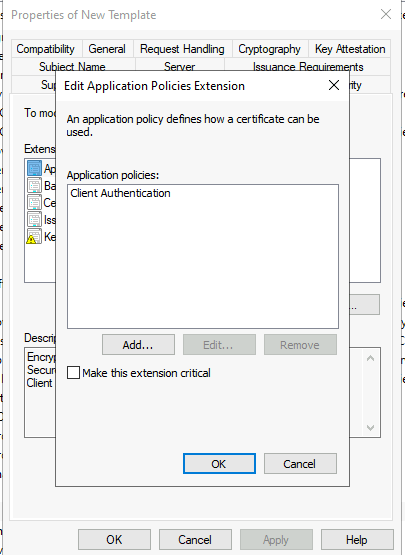 Properties of New Template
Compatibility General Request Handling Cryptography Key Attestation
Subject Name Server Issuance Requirements
Edit Application Policies Extension
An application policy defines how a certificate can be
used.
Application policies:
Client Authentication
Add... Edit... Remove
Make this extension critical
OK Cancel
To
Client
OK Cancel Apply Help